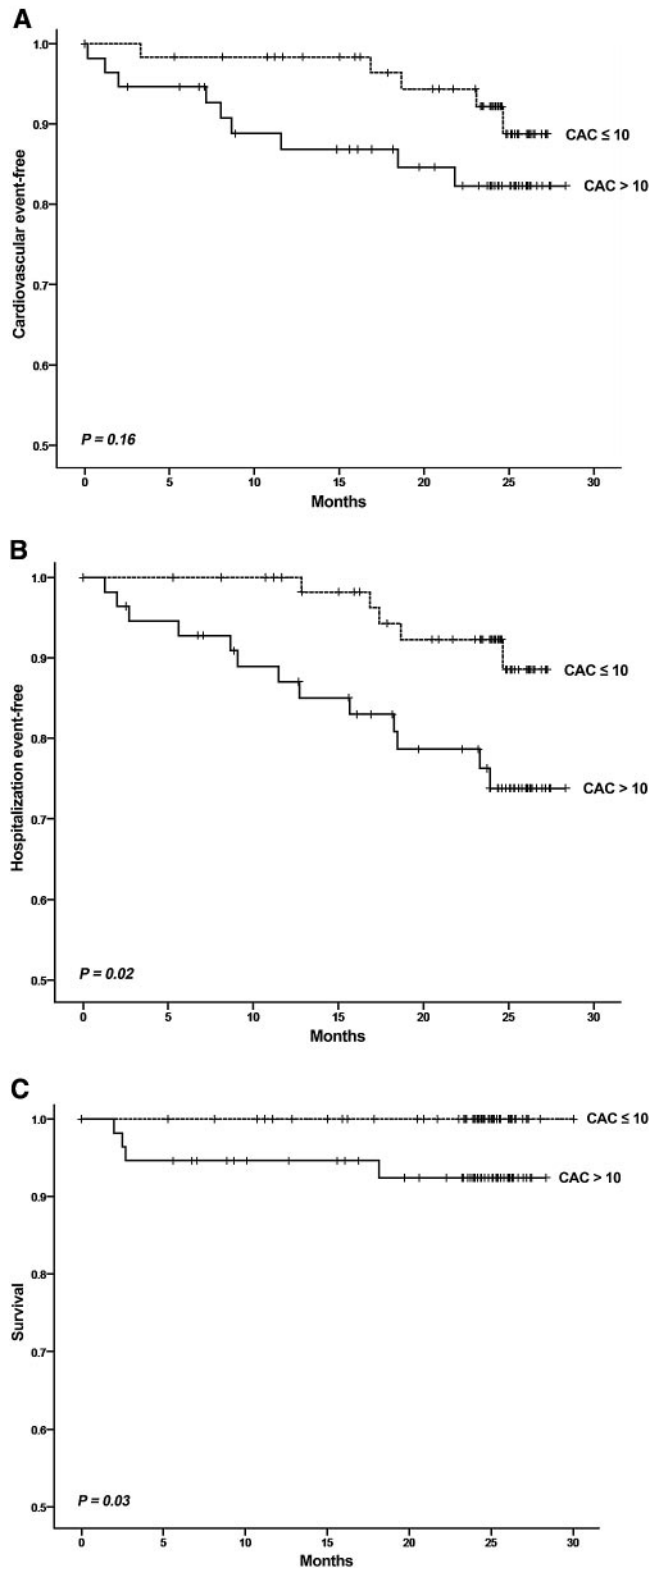 A
1.0
0.9
0.8
0.7
0.6
0.5
Cardiovascular event-free
CAC ≤ 10
CAC > 10
P = 0.16
0 5 10 15 20 25 30
Months
B
1.0
0.9
0.8
0.7
0.6
0.5
Hospitalization event-free
CAC ≤ 10
CAC > 10
P = 0.02
0 5 10 15 20 25 30
Months
C
1.0
0.9
0.8
0.7
0.6
0.5
Survival
CAC ≤ 10
CAC > 10
P = 0.03
0 5 10 15 20 25 30
Months